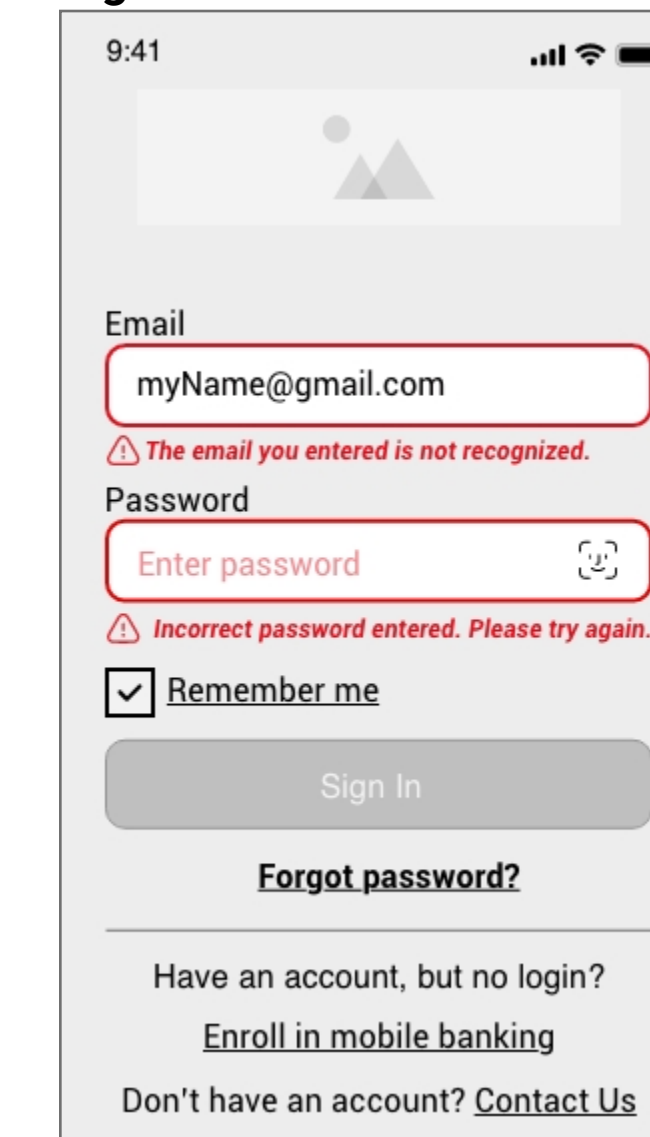 9:41
Email
myName@gmail.com
The email you entered is not recognized.
Password
Enter password
Incorrect password entered. Please try again.
Remember me
Sign In
Forgot password?
Have an account, but no login?
Enroll in mobile banking
Don't have an account? Contact Us